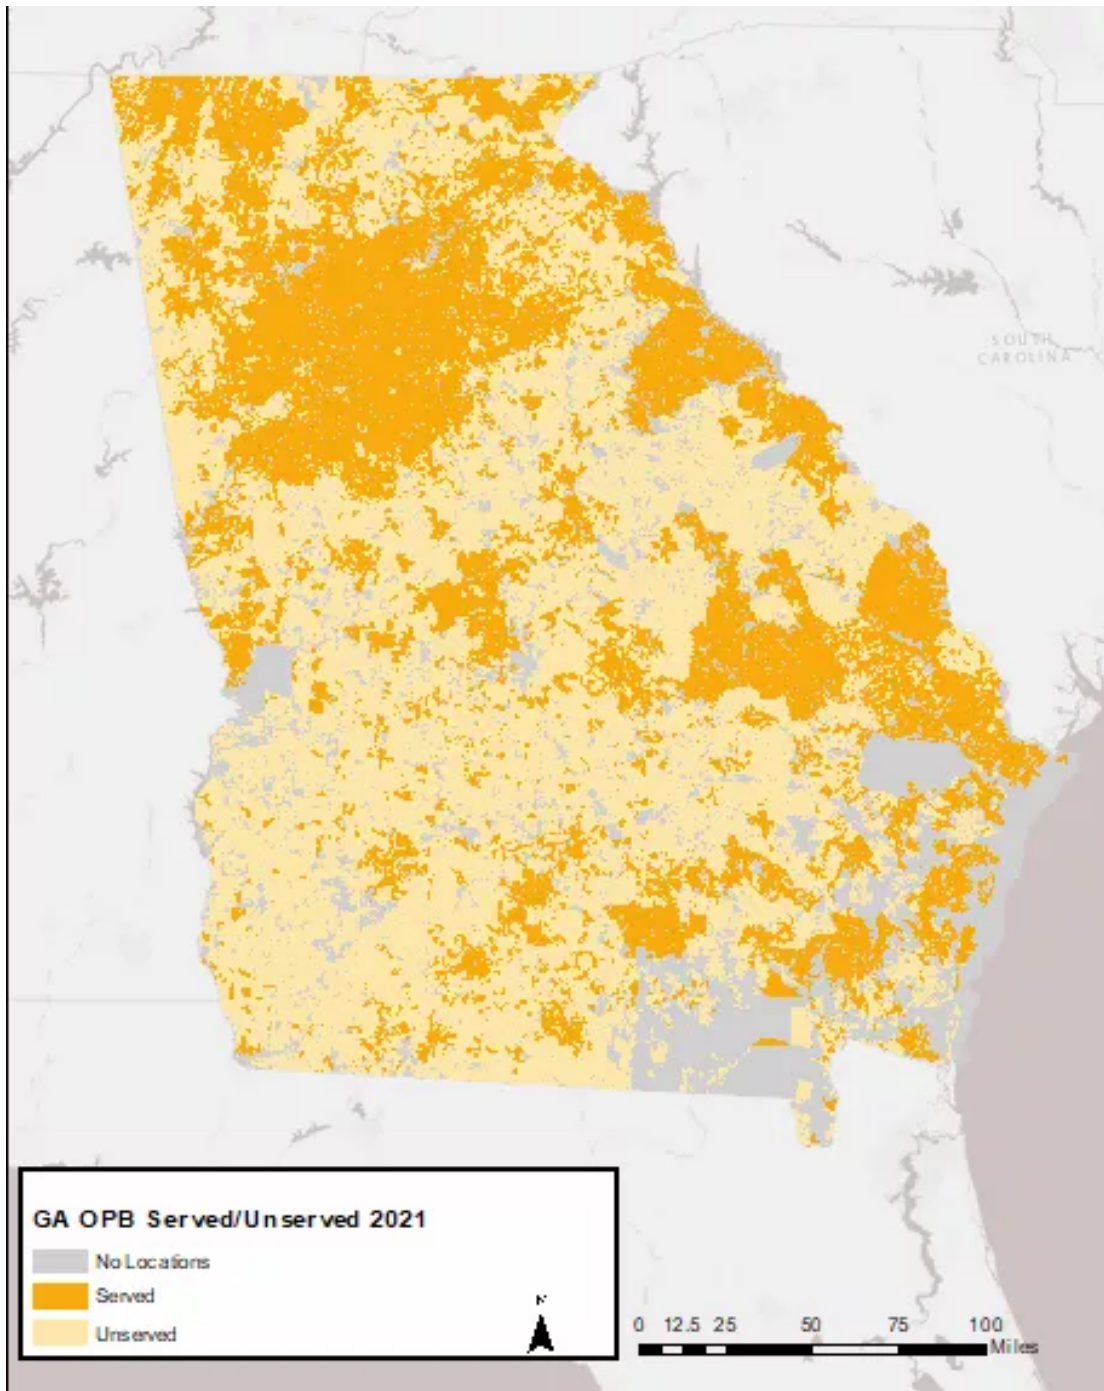 SOUTH
CAROLINA
GA OPB Served/Unserved 2021
No Locations
Served
Unserved
N
0 12.5 25 50 75 100
Miles